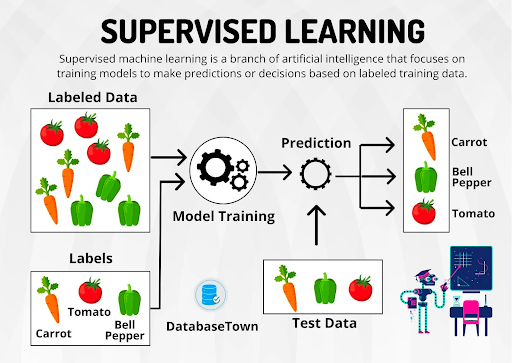 SUPERVISED LEARNING
Supervised machine learning is a branch of artificial intelligence that focuses on
training models to make predictions or decisions based on labeled training data.
Labeled Data
Prediction
Carrot
Bell
Pepper
Tomato
Model Training
Labels
Tomato
Carrot
Bell
Pepper
DatabaseTown
Test Data